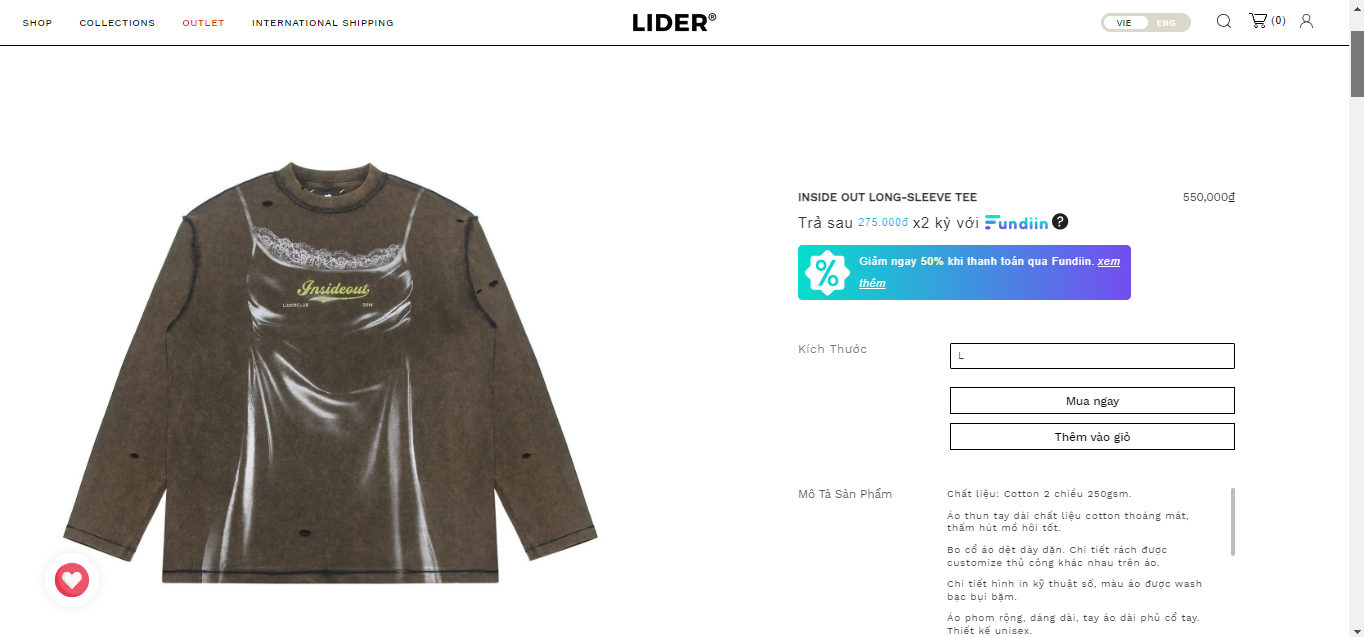 SHOP COLLECTIONS OUTLET INTERNATIONAL SHIPPING LIDER® VIE ENG (0)
INSIDE OUT LONG-SLEEVE TEE 550,000₫
Trả sau 275.000đ x2 kỳ với Fundiin ?
% Giảm ngay 50% khi thanh toán qua Fundiin. xem
thêm
Insideout
LIDERCLUB 2014
Kích Thước L
Mua ngay
Thêm vào giỏ
Mô Tả Sản Phẩm Chất liệu: Cotton 2 chiều 250gsm.
Áo thun tay dài chất liệu cotton thoáng mát,
thấm hút mồ hôi tốt.
Bo cổ áo dệt dày dặn. Chi tiết rách được
customize thủ công khác nhau trên áo.
Chi tiết hình in kỹ thuật số, màu áo được wash
bạc bụi bặm.
Áo phom rộng, dáng dài, tay áo dài phủ cổ tay.
Thiết kế unisex.